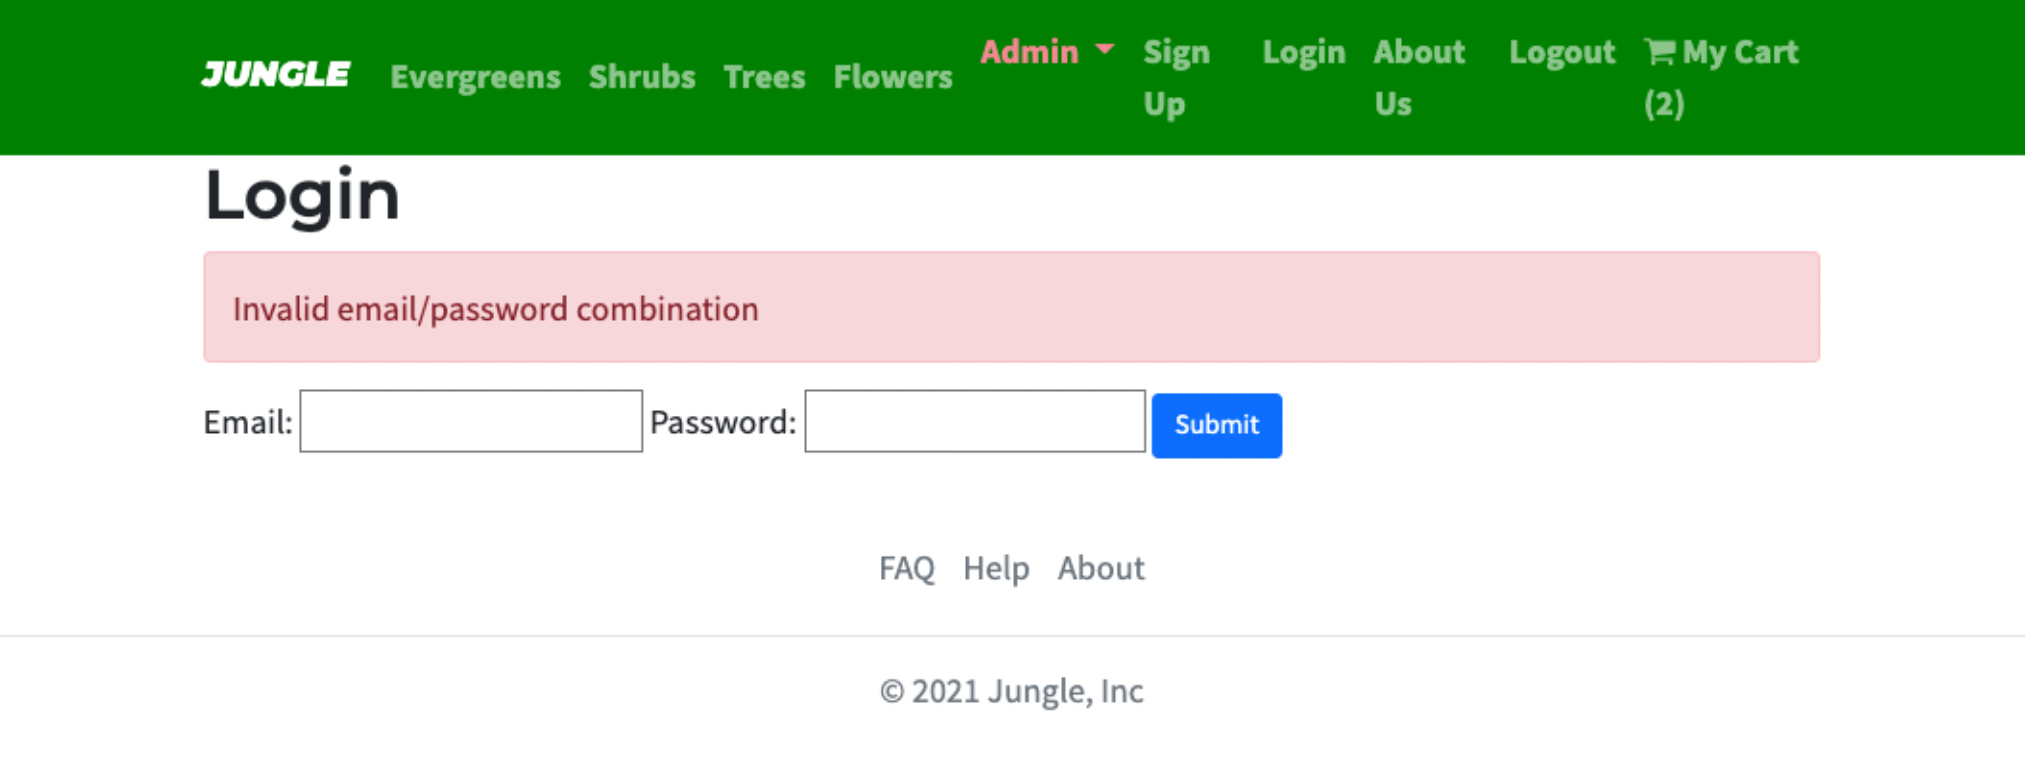 JUNGLE Evergreens Shrubs Trees Flowers Admin Sign Up Login About Us Logout My Cart (2)
Login
Invalid email/password combination
Email: Password: Submit
FAQ Help About
© 2021 Jungle, Inc